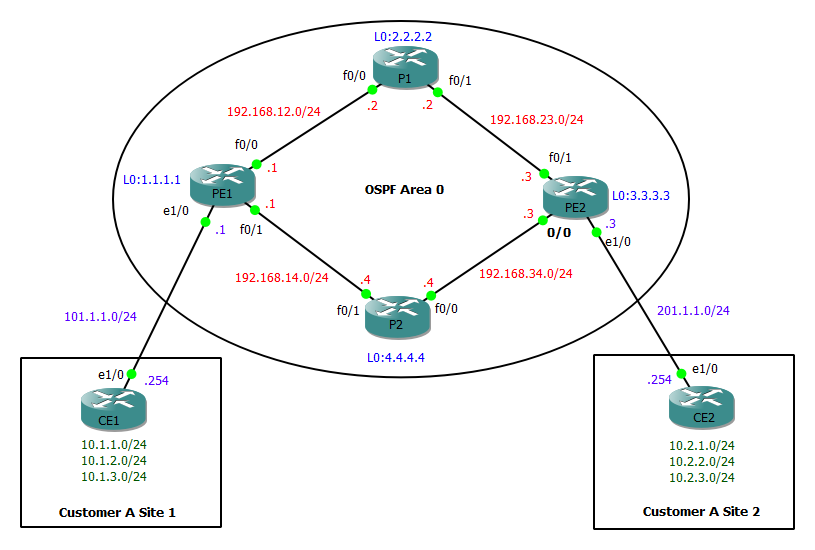 L0:2.2.2.2
f0/0
P1
f0/1
.2
.2
192.168.12.0/24
192.168.23.0/24
f0/0
f0/1
.1
.3
L0:1.1.1.1
PE1
OSPF Area 0
PE2
L0:3.3.3.3
e1/0
.1
.1
f0/1
.3
0/0
.3
e1/0
192.168.14.0/24
.4
.4
192.168.34.0/24
f0/1
P2
f0/0
101.1.1.0/24
201.1.1.0/24
L0:4.4.4.4
e1/0
.254
CE1
10.1.1.0/24
10.1.2.0/24
10.1.3.0/24
Customer A Site 1
e1/0
.254
CE2
10.2.1.0/24
10.2.2.0/24
10.2.3.0/24
Customer A Site 2